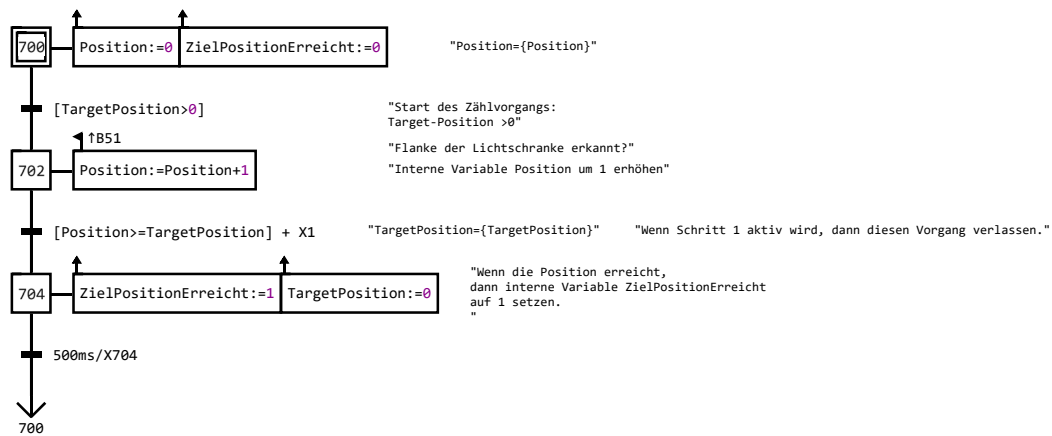 700 Position:=0 ZielPositionErreicht:=0 "Position={Position}"
[TargetPosition>0] "Start des Zählvorgangs:
Target-Position >0"
↑B51
"Flanke der Lichtschranke erkannt?"
702 Position:=Position+1 "Interne Variable Position um 1 erhöhen"
[Position>=TargetPosition] + X1 "TargetPosition={TargetPosition}" "Wenn Schritt 1 aktiv wird, dann diesen Vorgang verlassen."
704 ZielPositionErreicht:=1 TargetPosition:=0 "Wenn die Position erreicht,
dann interne Variable ZielPositionErreicht
auf 1 setzen.
"
500ms/X704
700